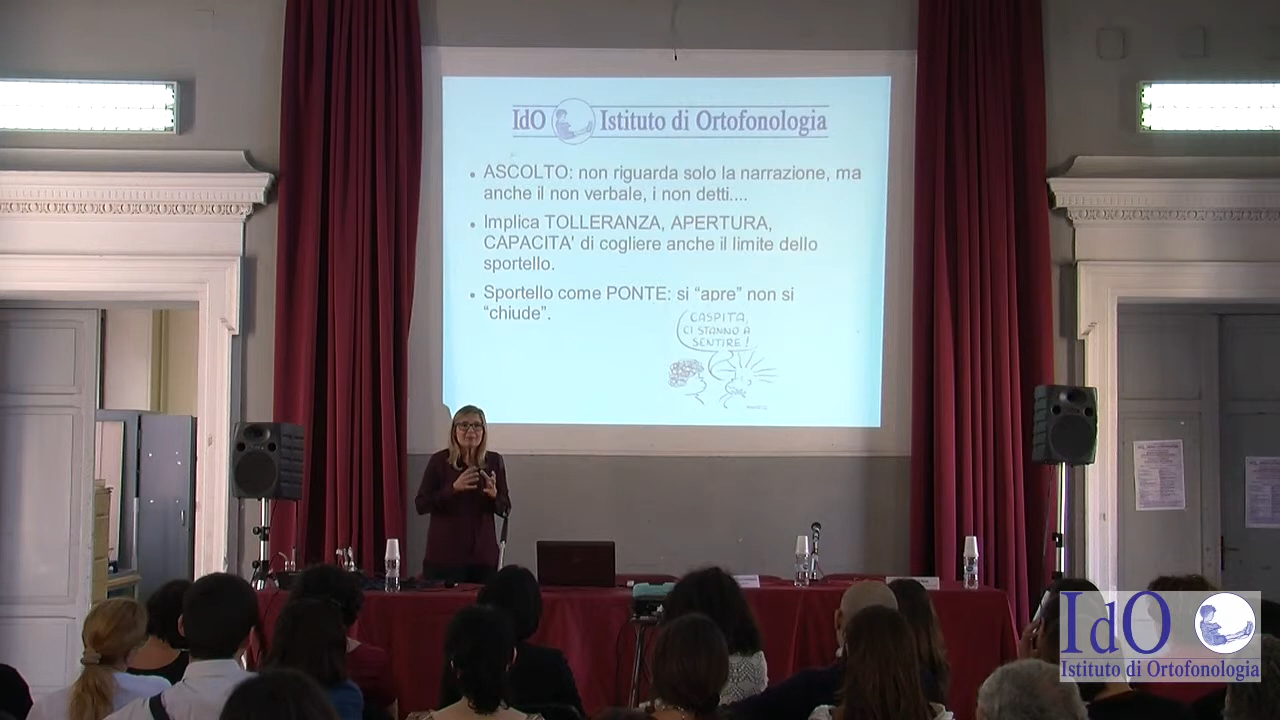 IdO Istituto di Ortofonologia
• ASCOLTO: non riguarda solo la narrazione, ma
anche il non verbale, i non detti....
• Implica TOLLERANZA, APERTURA,
CAPACITA' di cogliere anche il limite dello
sportello.
• Sportello come PONTE: si “apre” non si
“chiude”.
CASPITA,
CI STANNO A
SENTIRE!
IdO
Istituto di Ortofonologia